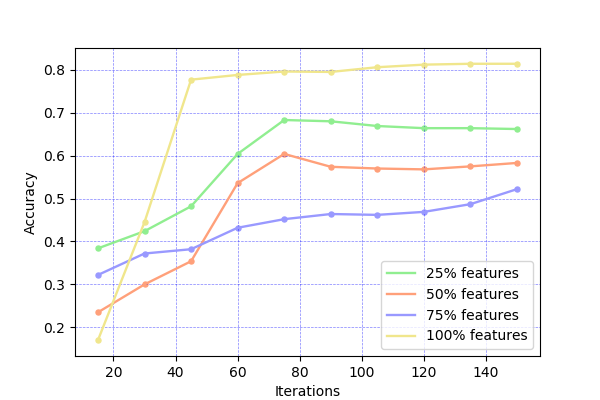 0.8
0.7
0.6
0.5
0.4
0.3
0.2
Accuracy
25% features
50% features
75% features
100% features
20 40 60 80 100 120 140
Iterations